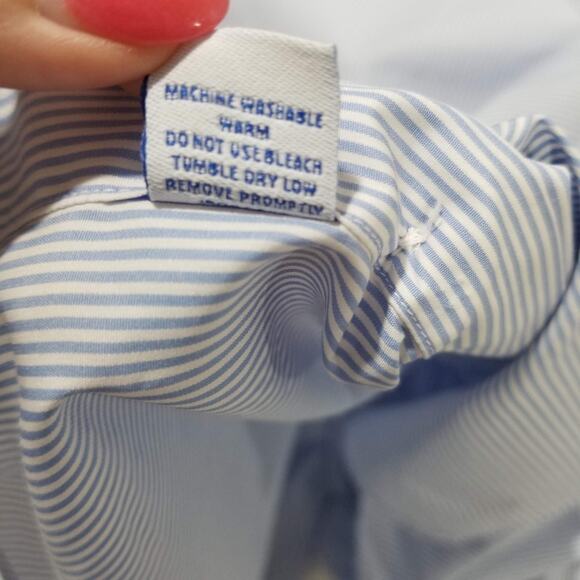 MACHINE WASHABLE
WARM
DO NOT USE BLEACH
TUMBLE DRY LOW
REMOVE PROMPTLY